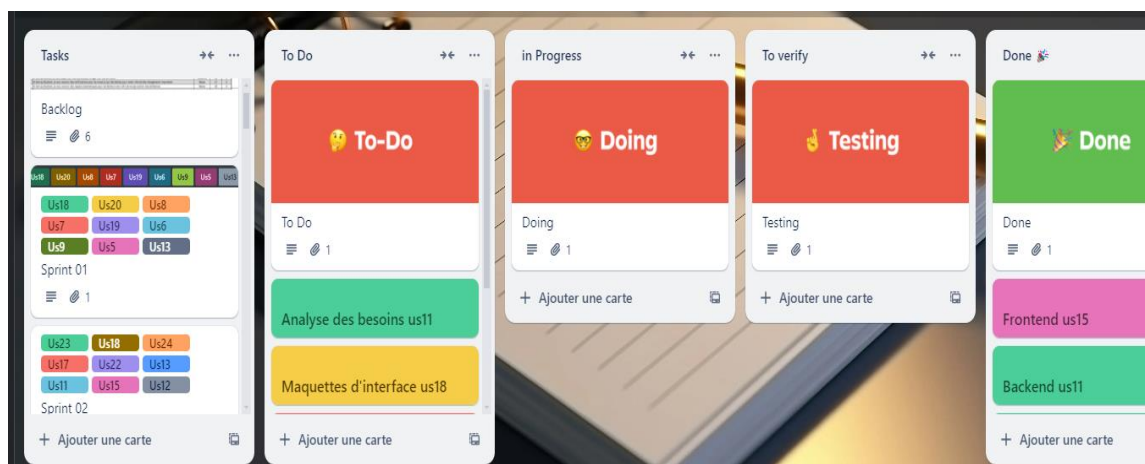 Tasks
Backlog
6
Us18 Us20 Us8 Us7 Us19 Us6 Us9 Us5 Us13
Us18 Us20 Us8
Us7 Us19 Us6
Us9 Us5 Us13
Sprint 01
1
Us23 Us18 Us24
Us17 Us22 Us13
Us11 Us15 Us12
Sprint 02
+ Ajouter une carte
To Do
🤔 To-Do
To Do
1
Analyse des besoins us11
Maquettes d'interface us18
+ Ajouter une carte
in Progress
🤓 Doing
Doing
1
+ Ajouter une carte
To verify
🤞 Testing
Testing
1
+ Ajouter une carte
Done 🎉
🎉 Done
Done
1
Frontend us15
Backend us11
+ Ajouter une carte